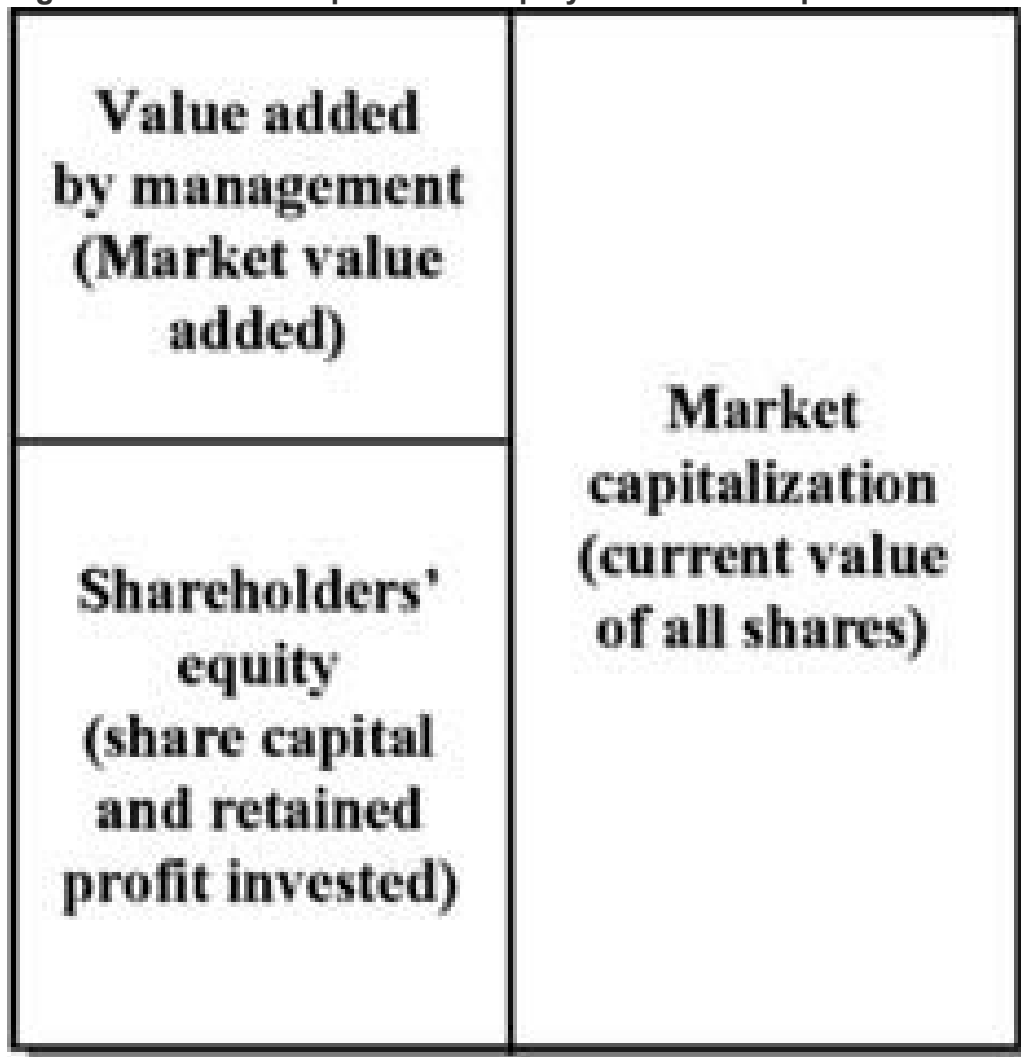 Value added
by management
(Market value
added)
Shareholders'
equity
(share capital
and retained
profit invested)
Market
capitalization
(current value
of all shares)